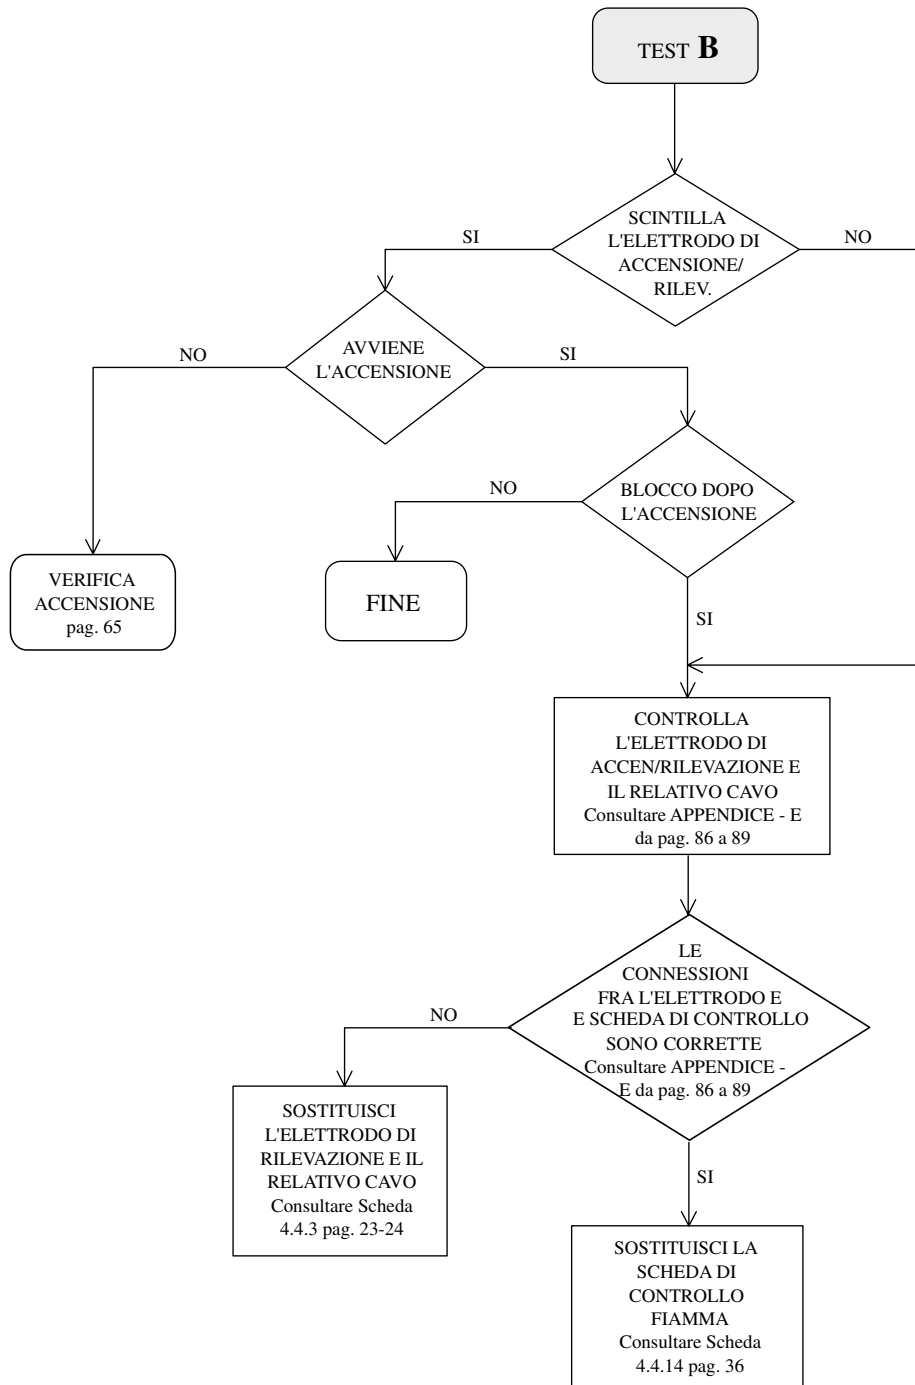 TEST B
SCINTILLA
L'ELETTRODO DI
ACCENSIONE/
RILEV.
SI
NO
AVVIENE
L'ACCENSIONE
NO
SI
BLOCCO DOPO
L'ACCENSIONE
NO
VERIFICA
ACCENSIONE
pag. 65
FINE
SI
CONTROLLA
L'ELETTRODO DI
ACCEN/RILEVAZIONE E
IL RELATIVO CAVO
Consultare APPENDICE - E
da pag. 86 a 89
LE
CONNESSIONI
FRA L'ELETTRODO E
E SCHEDA DI CONTROLLO
SONO CORRETTE
Consultare APPENDICE -
E da pag. 86 a 89
NO
SOSTITUISCI
L'ELETTRODO DI
RILEVAZIONE E IL
RELATIVO CAVO
Consultare Scheda
4.4.3 pag. 23-24
SI
SOSTITUISCI LA
SCHEDA DI
CONTROLLO
FIAMMA
Consultare Scheda
4.4.14 pag. 36